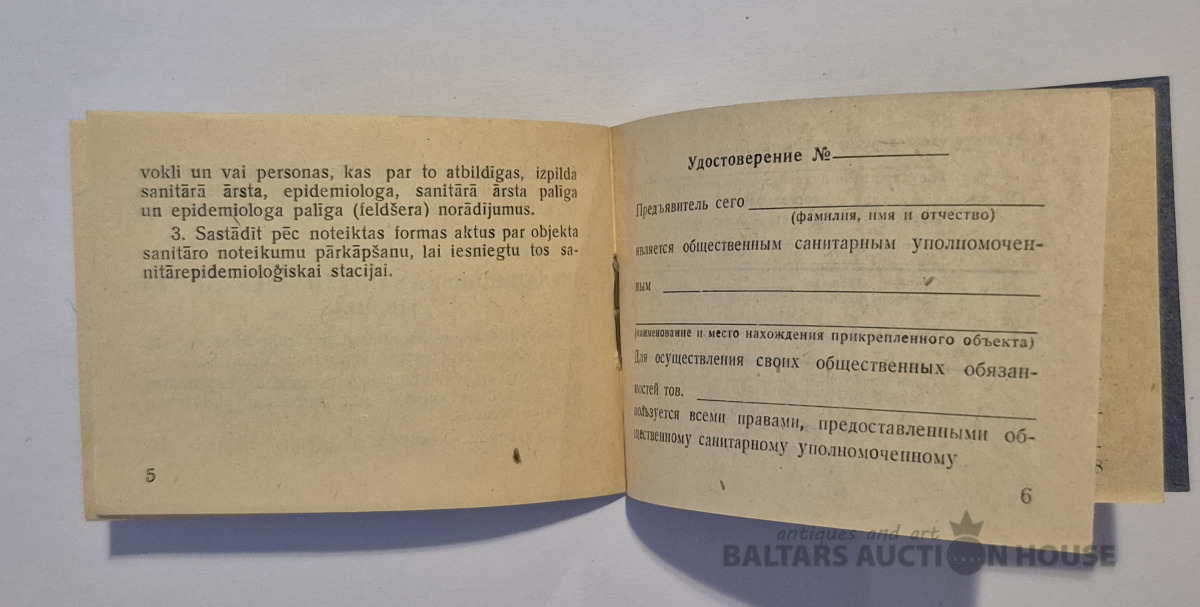 vokli un vai personas, kas par to atbildīgas, izpilda
sanitārā ārsta, epidemiologa, sanitārā ārsta palīga
un epidemiologa palīga (feldšera) norādījumus.
3. Sastādīt pēc noteiktas formas aktus par objekta
sanitāro noteikumu pārkāpšanu, lai iesniegtu tos sa-
nitārepidemioloģiskai stacijai.
5
Удостоверение №
Предъявитель сего
(фамилия, имя и отчество)
является общественным санитарным уполномочен-
ным
(наименование и место нахождения прикрепленного объекта)
Для осуществления своих общественных обязан-
ностей тов.
пользуется всеми правами, предоставленными об-
щественному санитарному уполномоченному
6
8
antiques and art
BALTARS AUCTION HOUSE